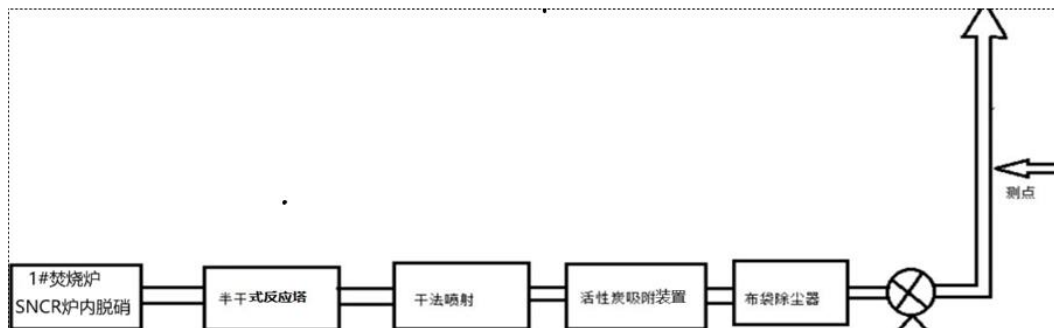 测点
1#焚烧炉
SNCR炉内脱硝
半干式反应塔
干法喷射
活性炭吸附装置
布袋除尘器